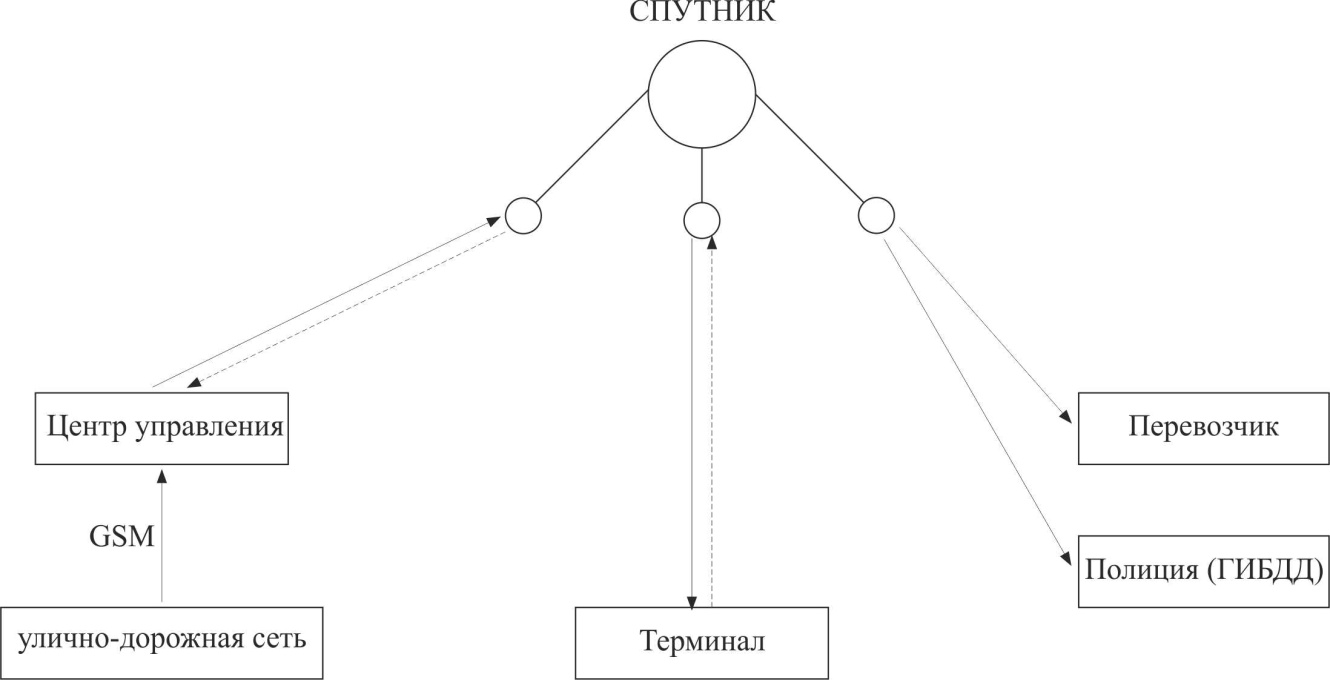 СПУТНИК
Центр управления
Перевозчик
GSM
Полиция (ГИБДД)
улично-дорожная сеть
Терминал